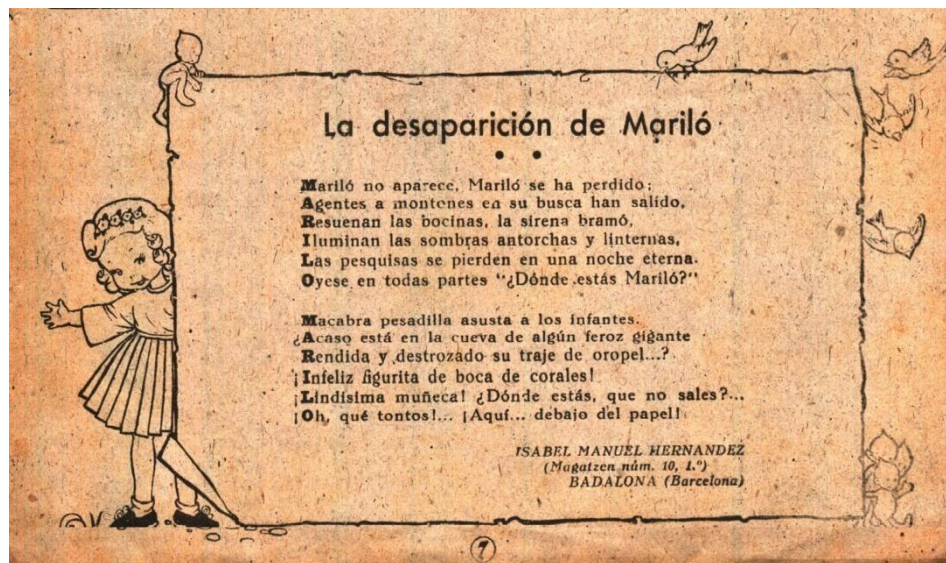 La desaparición de Mariló
Mariló no aparece, Mariló se ha perdido;
Agentes a montones en su busca han salido,
Resuenan las bocinas, la sirena bramó,
Iluminan las sombras antorchas y linternas,
Las pesquisas se pierden en una noche eterna.
Oyese en todas partes "¿Dónde estás Mariló?"
Macabra pesadilla asusta a los infantes.
¿Acaso está en la cueva de algún feroz gigante
Rendida y destrozado su traje de oropel...?
¡Infeliz figurita de boca de corales!
¡Lindísima muñeca! ¿Dónde estás, que no sales?...
¡Oh, qué tontos!... ¡Aquí... debajo del papel!
ISABEL MANUEL HERNANDEZ
(Magatzen núm. 10, 1.º)
BADALONA (Barcelona)
7